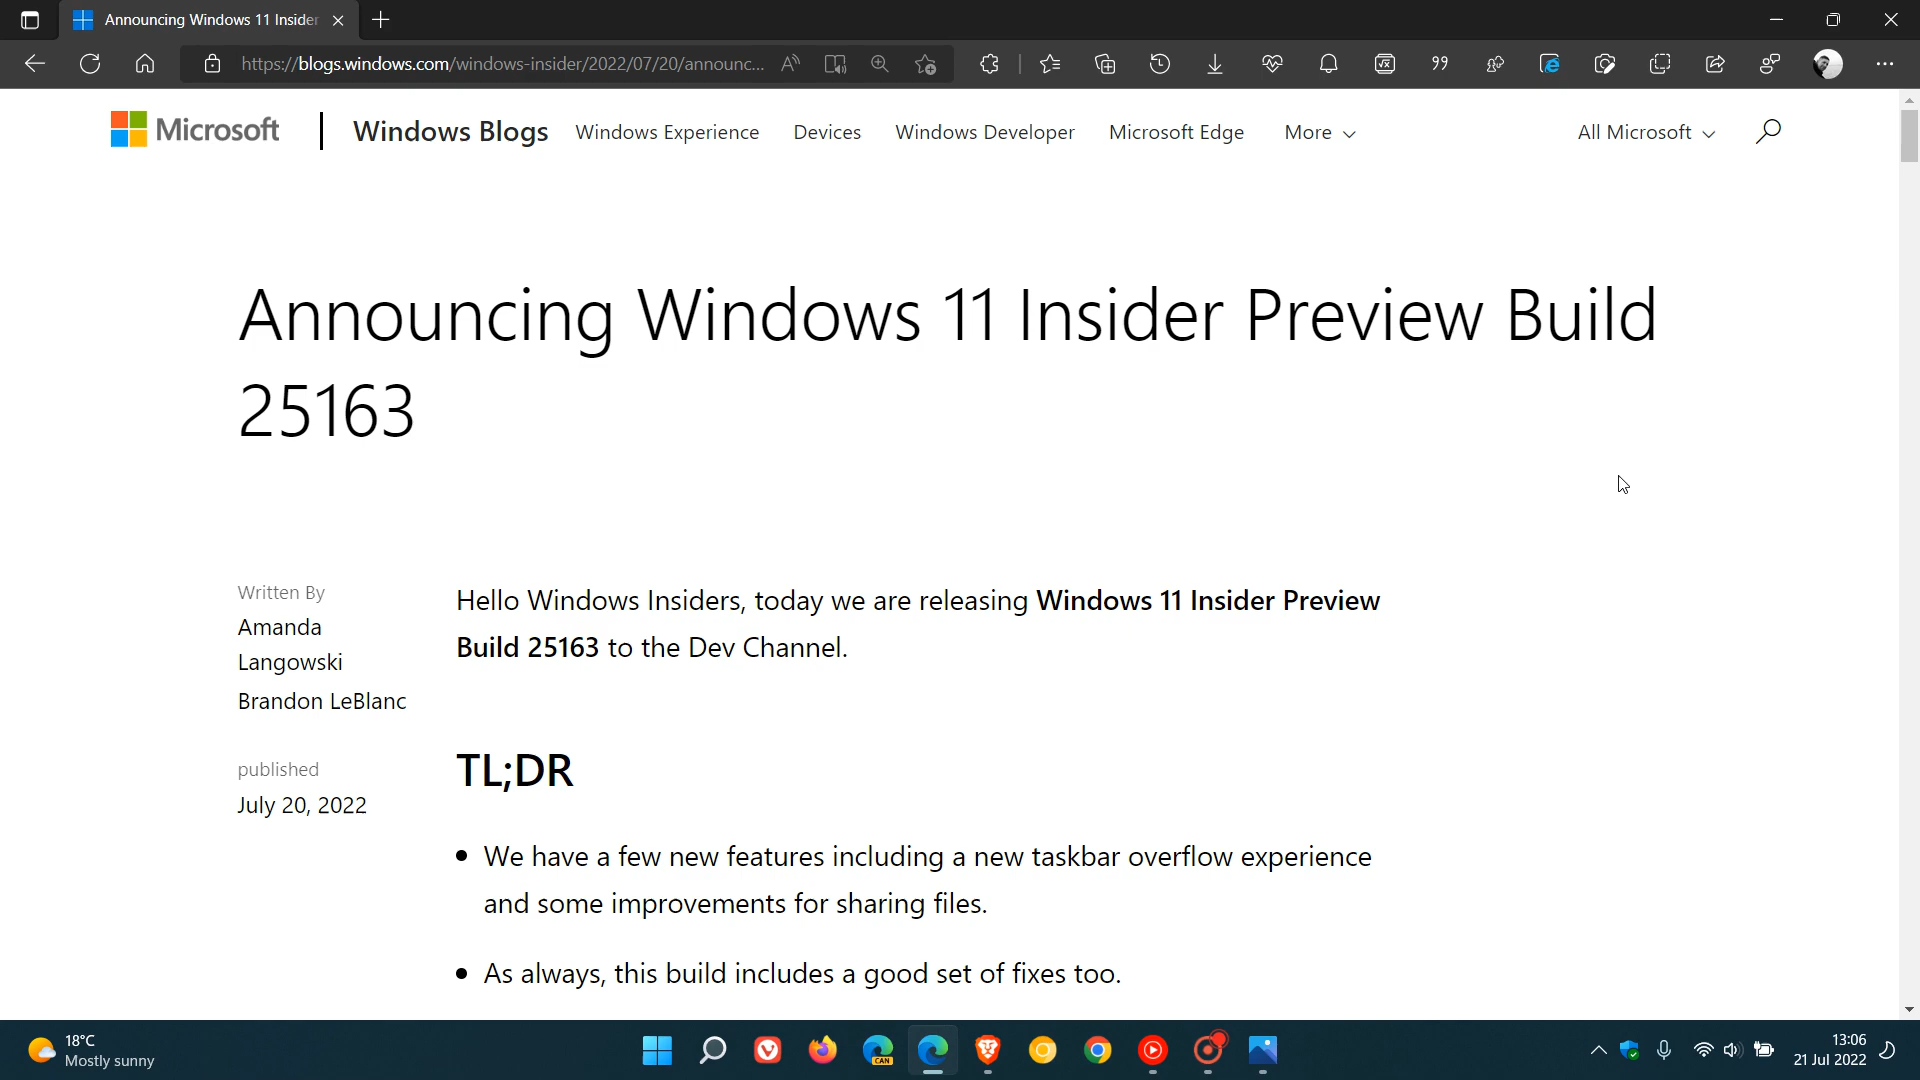 Announcing Windows 11 Insider
https://blogs.windows.com/windows-insider/2022/07/20/announc...
Microsoft
Windows Blogs
Windows Experience
Devices
Windows Developer
Microsoft Edge
More
All Microsoft
Announcing Windows 11 Insider Preview Build
25163
Written By
Amanda
Langowski
Brandon LeBlanc
published
July 20, 2022
Hello Windows Insiders, today we are releasing Windows 11 Insider Preview
Build 25163 to the Dev Channel.
TL;DR
• We have a few new features including a new taskbar overflow experience
and some improvements for sharing files.
• As always, this build includes a good set of fixes too.
18°C
Mostly sunny
CAN
13:06
21 Jul 2022